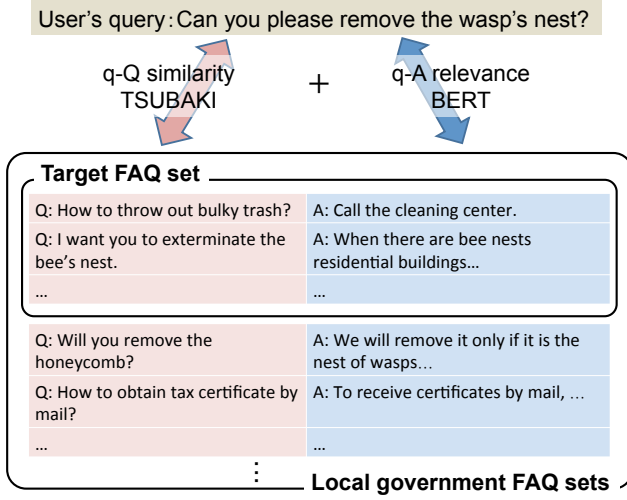 User's query：Can you please remove the wasp's nest?
q-Q similarity
TSUBAKI
+
q-A relevance
BERT
Target FAQ set
Q: How to throw out bulky trash?
A: Call the cleaning center.
Q: I want you to exterminate the
bee's nest.
A: When there are bee nests
residential buildings...
...
...
Q: Will you remove the
honeycomb?
A: We will remove it only if it is the
nest of wasps…
Q: How to obtain tax certificate by
mail?
A: To receive certificates by mail, …
...
...
⋮
Local government FAQ sets